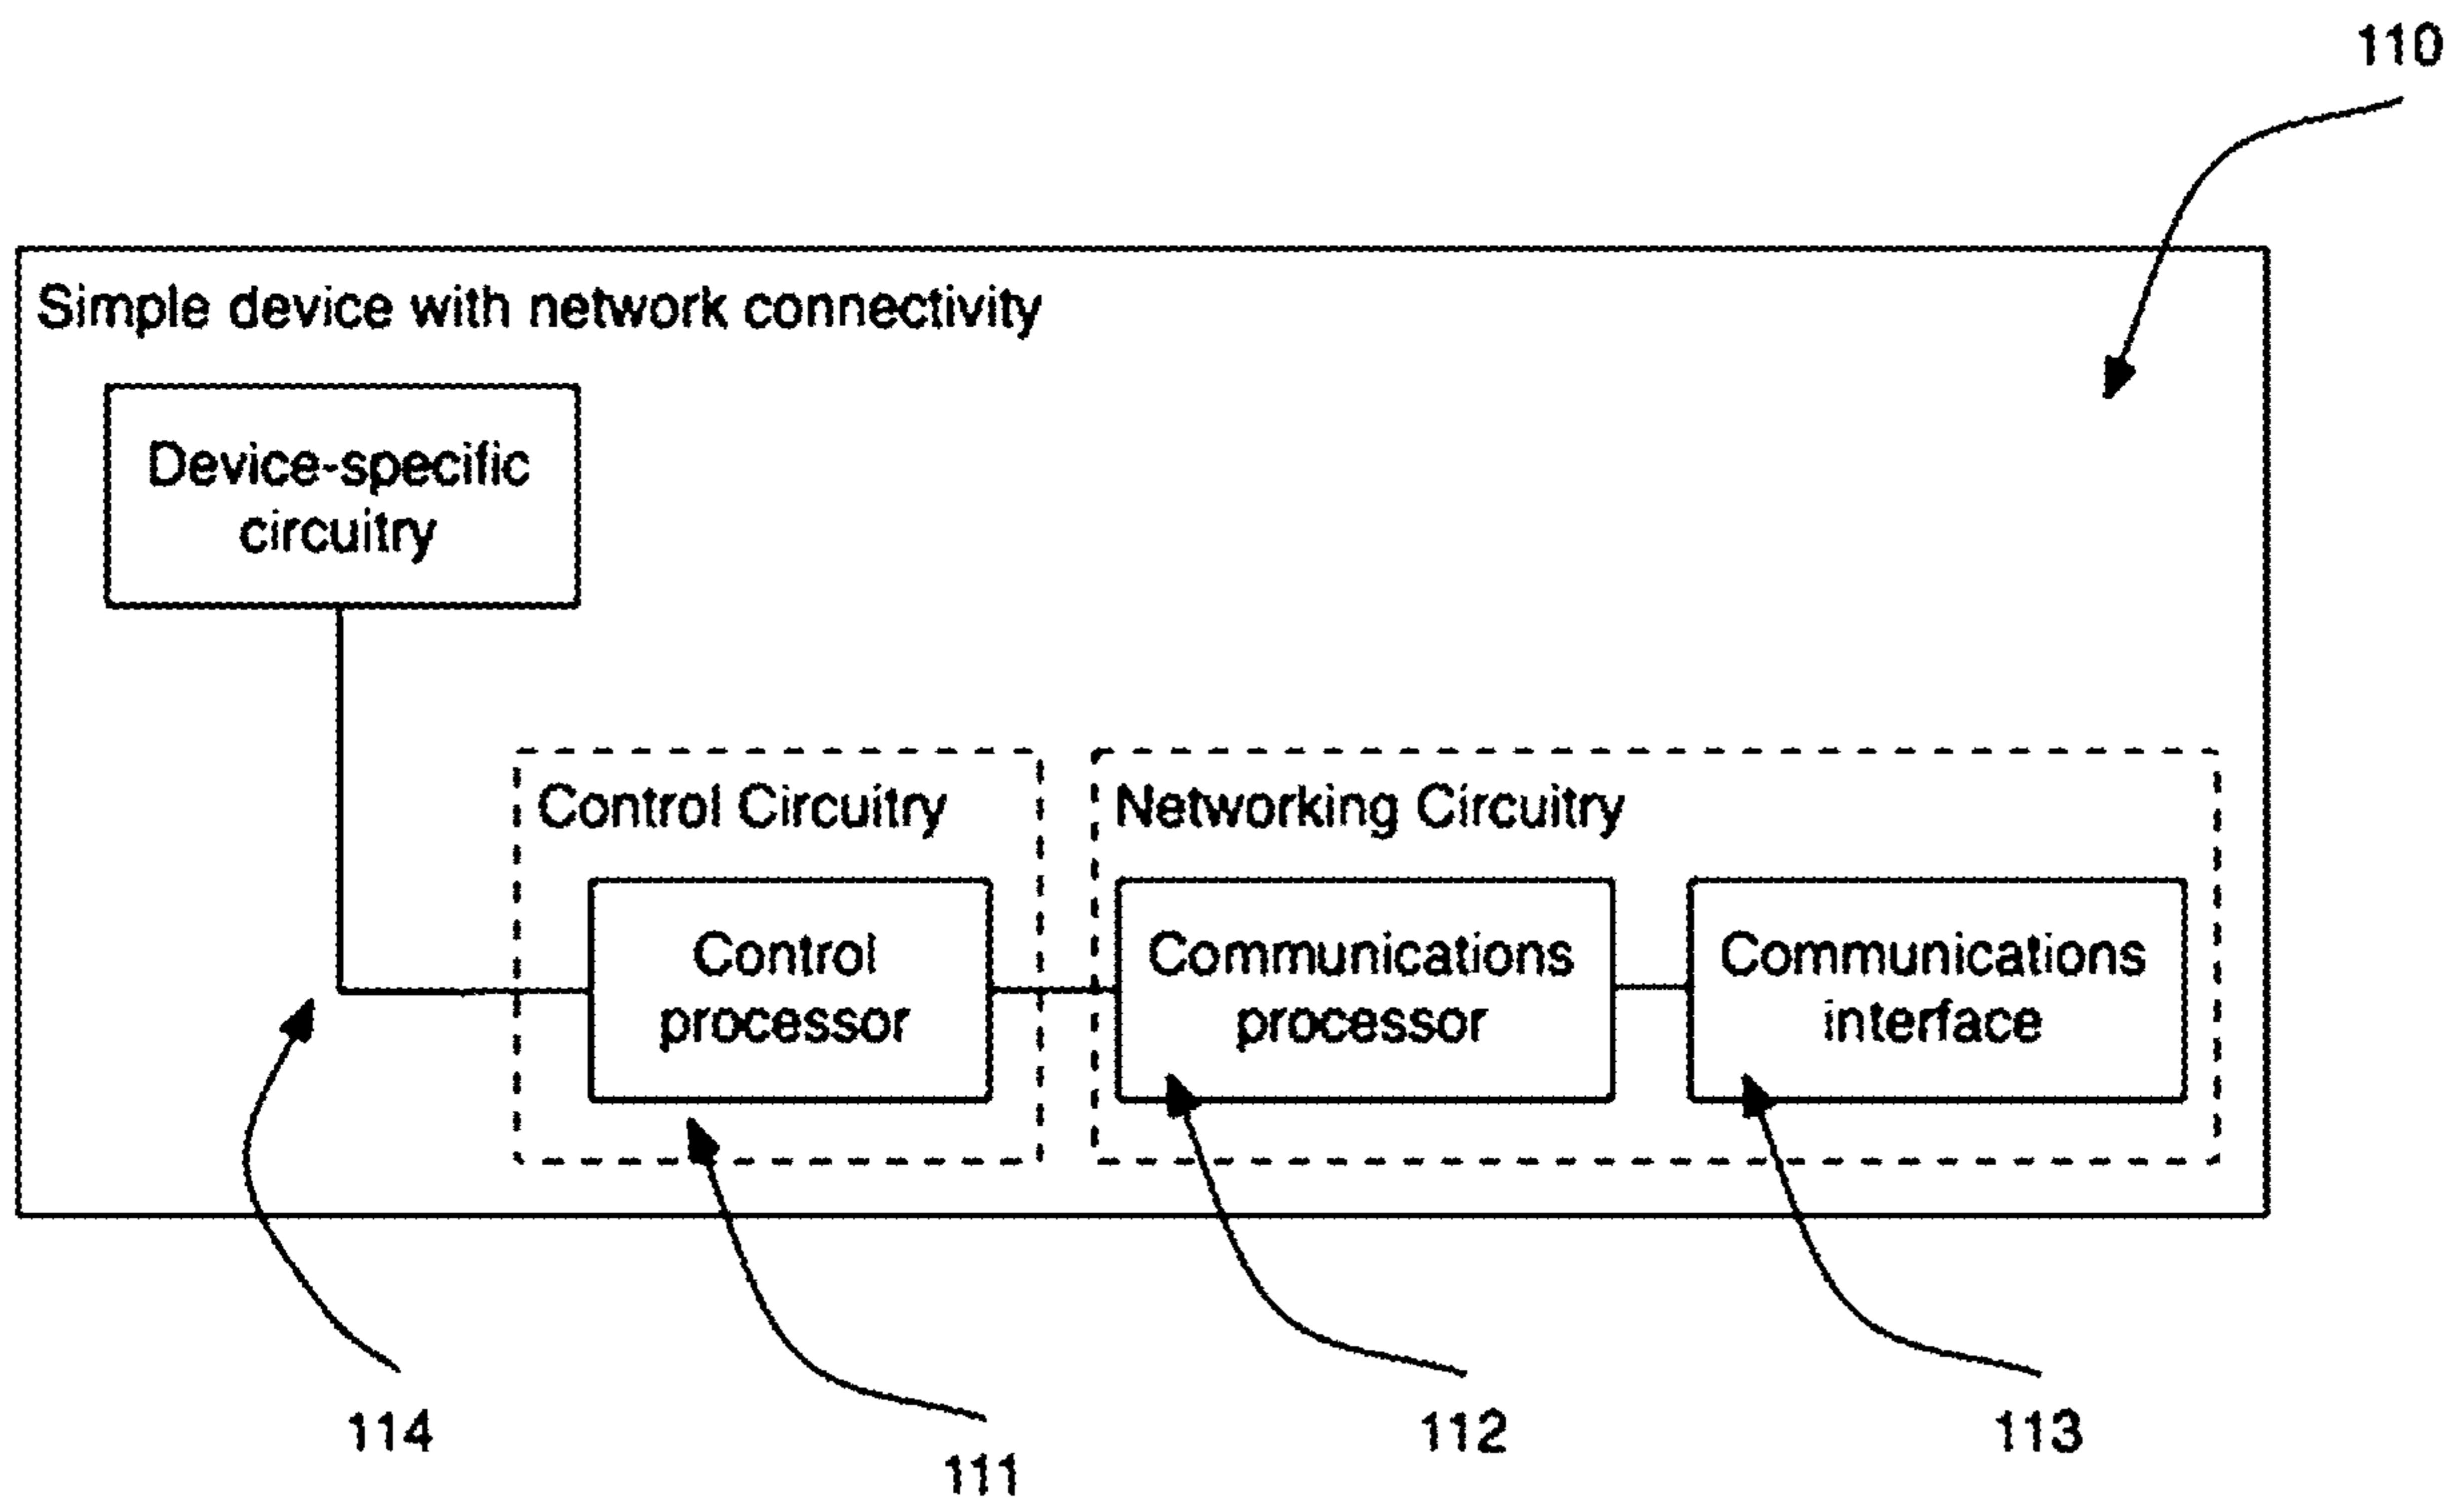 110
Simple device with network connectivity
Device-specific
circuitry
Control Circuitry
Networking Circuitry
Control
processor
Communications
processor
Communications
interface
114
111
112
113